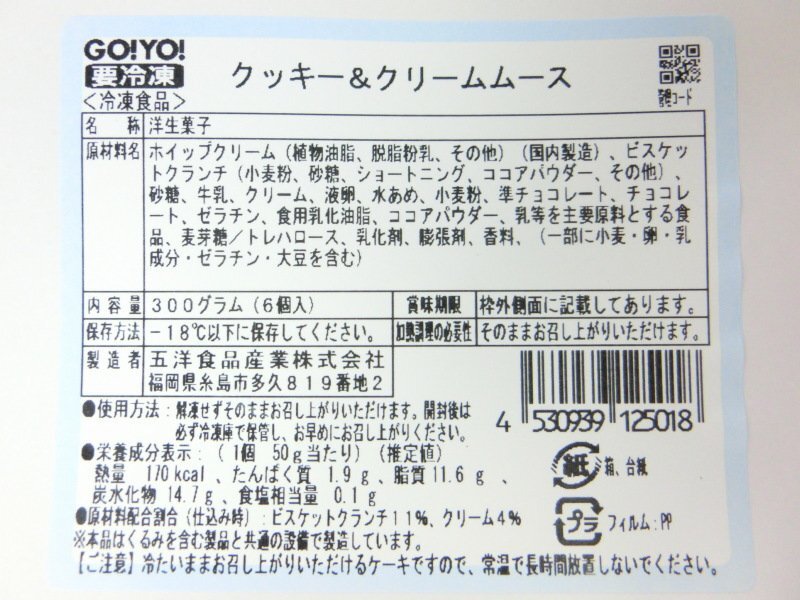 GO!YO!
要冷凍
クッキー＆クリームムース
＜冷凍食品＞
認証コード
名称 洋生菓子
原材料名 ホイップクリーム（植物油脂、脱脂粉乳、その他）（国内製造）、ビスケッ
トクランチ（小麦粉、砂糖、ショートニング、ココアパウダー、その他）、
砂糖、牛乳、クリーム、液卵、水あめ、小麦粉、準チョコレート、チョコレ
ート、ゼラチン、食用乳化油脂、ココアパウダー、乳等を主要原料とする食
品、麦芽糖／トレハロース、乳化剤、膨張剤、香料、（一部に小麦・卵・乳
成分・ゼラチン・大豆を含む）
内容量 300グラム（6個入） 賞味期限 枠外側面に記載してあります。
保存方法 −18℃以下に保存してください。 加熱調理の必要性 そのままお召し上がりいただけます。
製造者 五洋食品産業株式会社
福岡県糸島市多久819番地2
●使用方法：解凍せずそのままお召し上がりいただけます。開封後は
必ず冷凍庫で保管し、お早めにお召し上がりください。
4 530939 125018
●栄養成分表示：（1個 50g当たり）（推定値）
熱量 170kcal、たんぱく質 1.9g、脂質11.6g、
炭水化物 14.7g、食塩相当量 0.1g
紙 箱、台紙
●原材料配合割合（仕込み時）：ビスケットクランチ11%、クリーム4%
プラ フィルム：PP
※本品はくるみを含む製品と共通の設備で製造しています。
【ご注意】冷たいままお召し上がりいただけるケーキですので、常温で長時間放置しないでください。